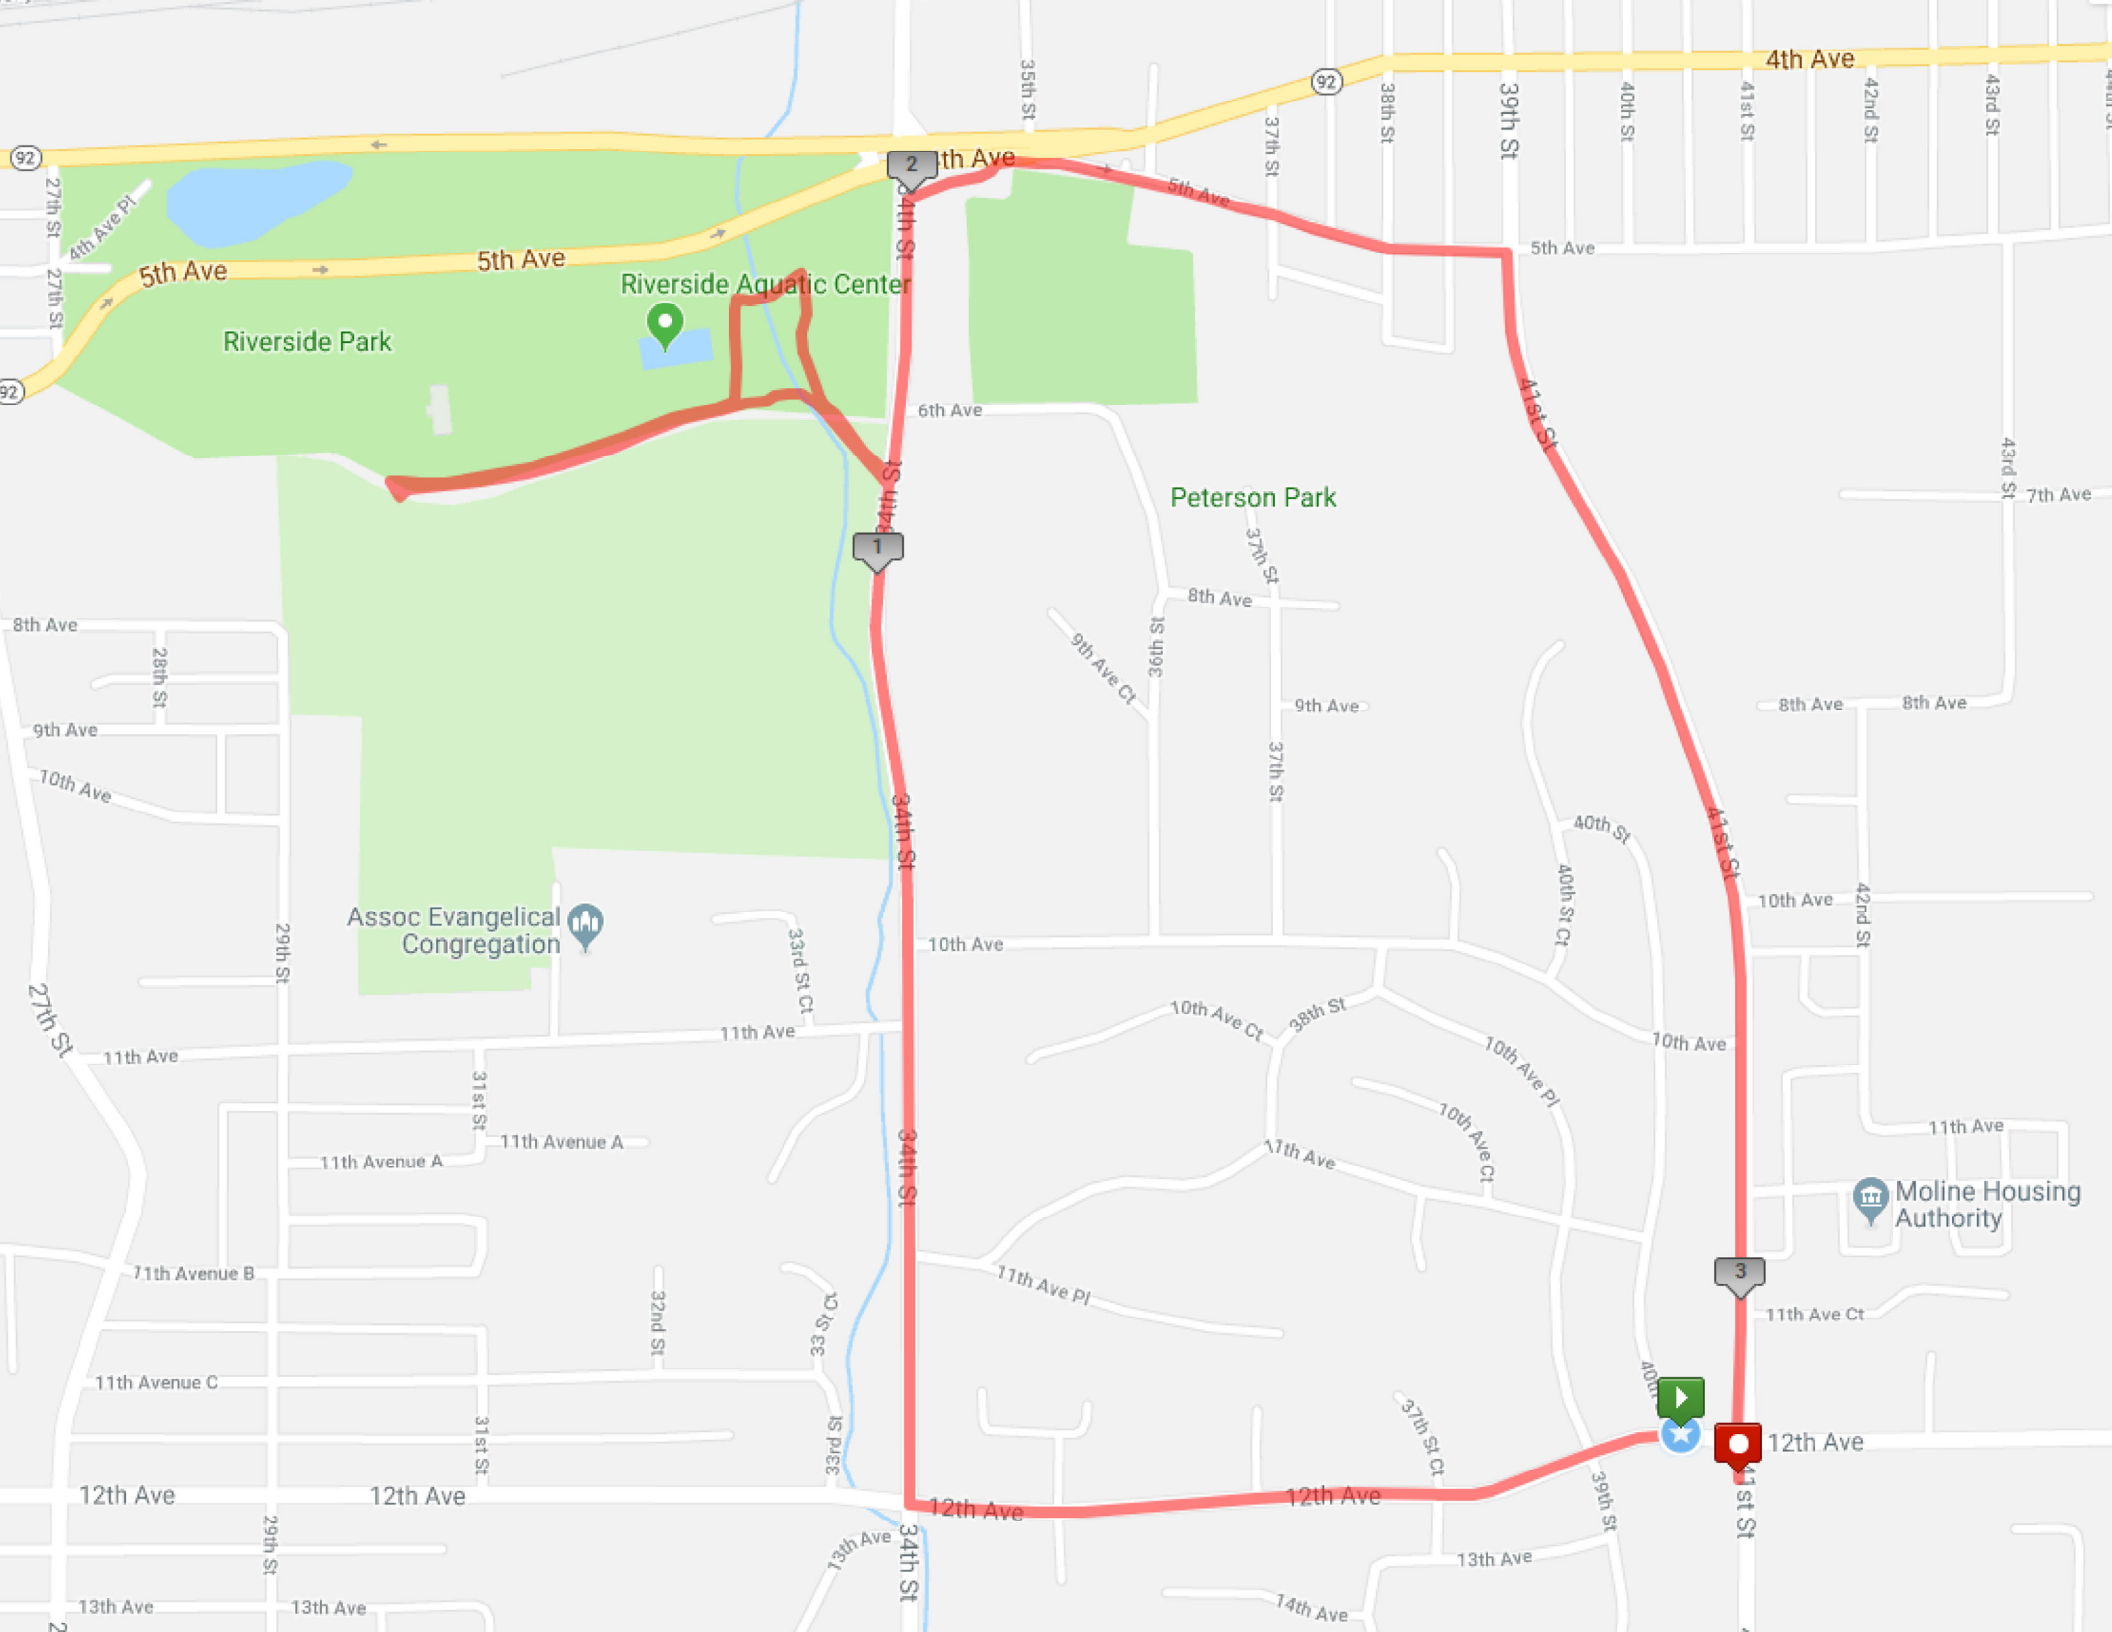 4th Ave
92
35th St
38th St
39th St
40th St
41st St
42nd St
43rd St
37th St
92
92
2
5th Ave
27th St
4th Ave Pl
34th St
5th Ave
5th Ave
5th Ave
Riverside Aquatic Center
27th St
Riverside Park
92
6th Ave
41st St
34th St
43rd St
7th Ave
Peterson Park
1
37th St
8th Ave
8th Ave
28th St
36th St
9th Ave Ct
9th Ave
9th Ave
8th Ave
8th Ave
10th Ave
37th St
34th St
40th St
41st St
Assoc Evangelical
Congregation
29th St
33rd St Ct
10th Ave
40th St Ct
10th Ave
42nd St
27th St
11th Ave
11th Ave
10th Ave Ct
38th St
10th Ave Pl
10th Ave
31st St
11th Avenue A
11th Avenue A
34th St
11th Ave
10th Ave Ct
11th Ave
Moline Housing
Authority
11th Avenue B
11th Ave Pl
3
32nd St
33 St Ct
11th Ave Ct
11th Avenue C
40th
31st St
33rd St
37th St Ct
12th Ave
12th Ave
12th Ave
12th Ave
12th Ave
39th St
41st St
29th St
34th St
13th Ave
13th Ave
13th Ave
13th Ave
14th Ave